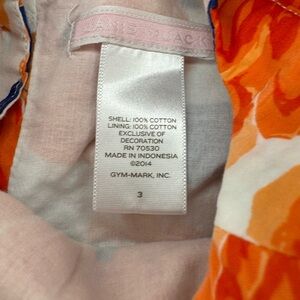 SHELL: 100% COTTON
LINING: 100% COTTON
EXCLUSIVE OF
DECORATION
RN 70530
MADE IN INDONESIA
©2014
GYM-MARK, INC.
3